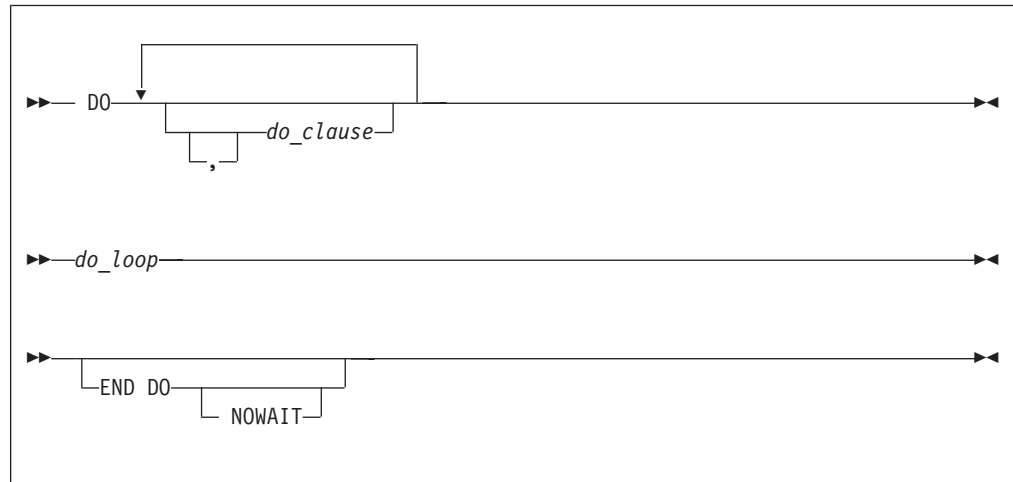 DO
do_clause
,
do_loop
END DO
NOWAIT